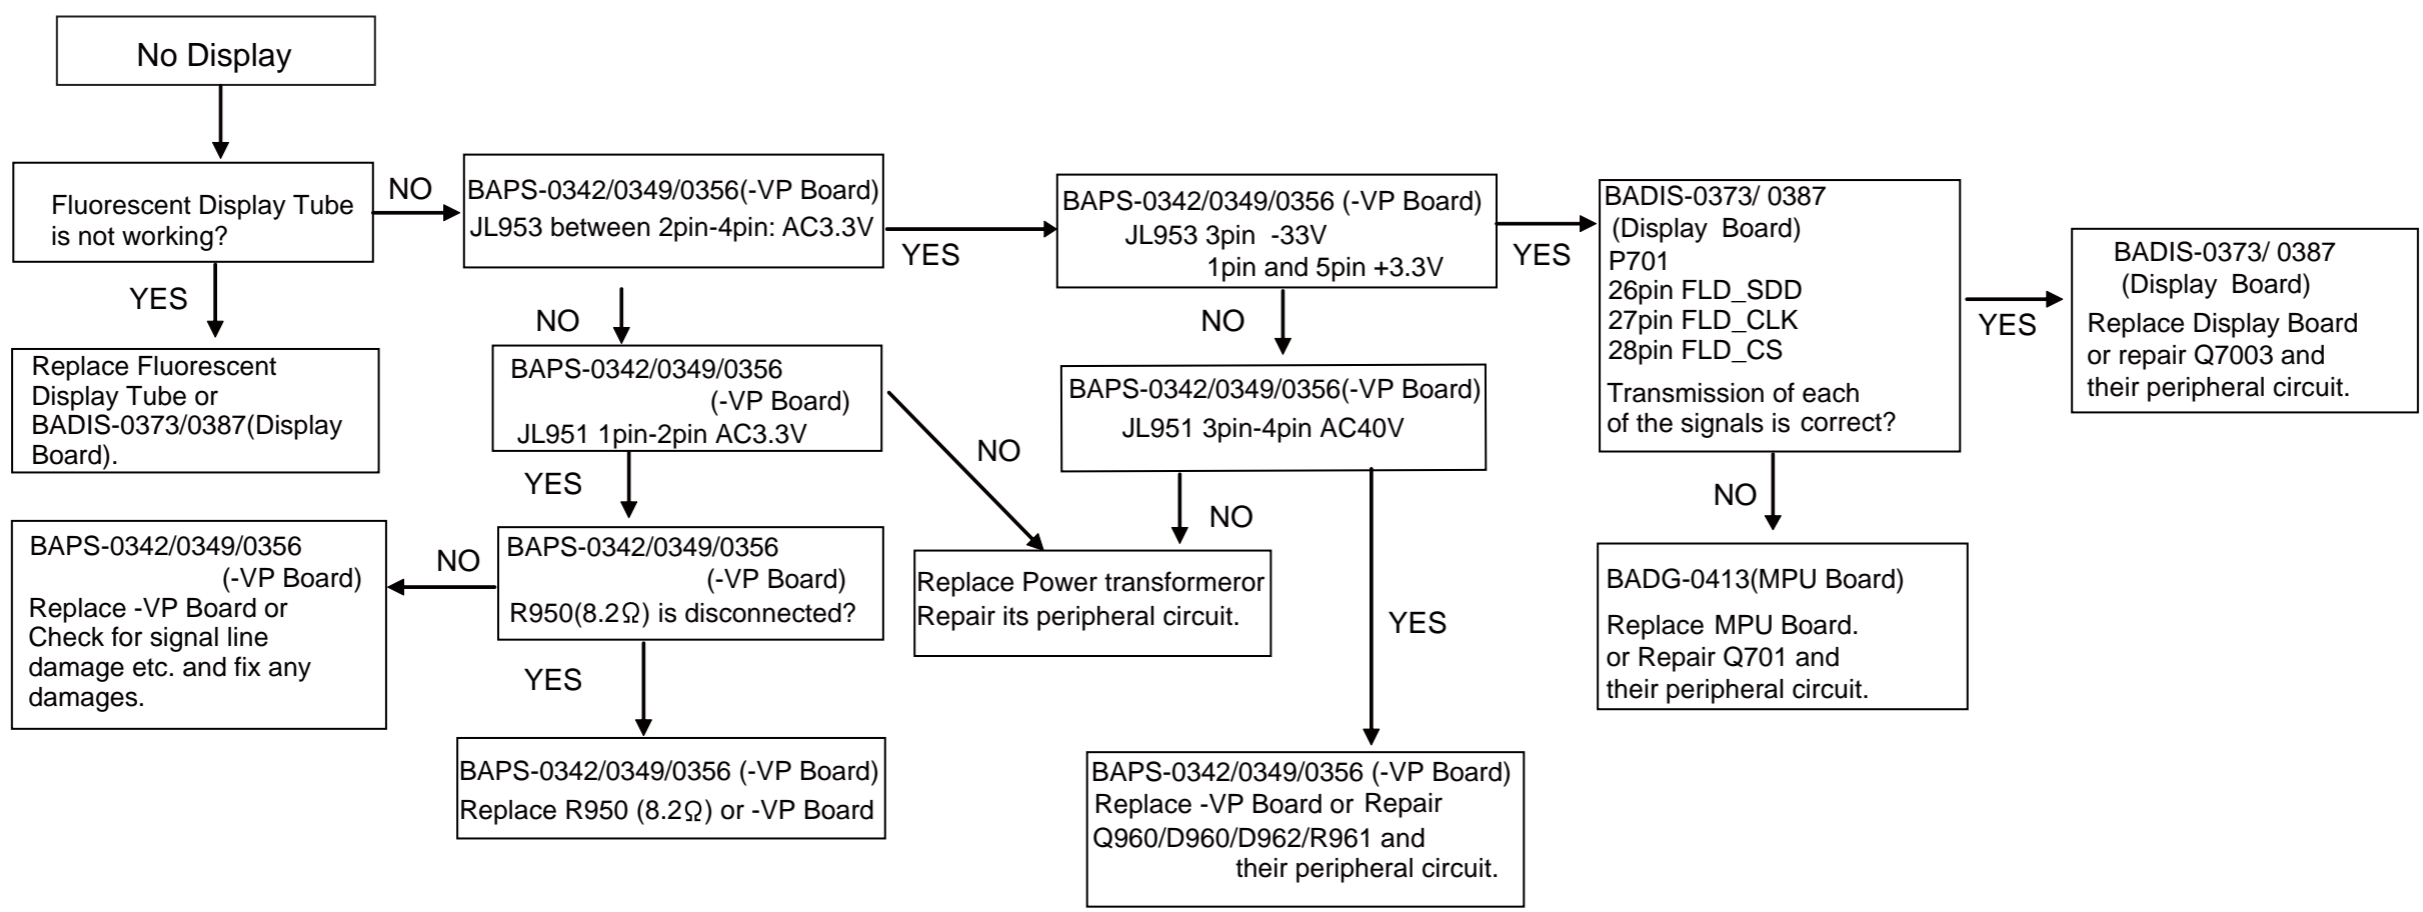 No Display
Fluorescent Display Tube
is not working?
NO
YES
Replace Fluorescent
Display Tube or
BADIS-0373/0387(Display
Board).
BAPS-0342/0349/0356(-VP Board)
JL953 between 2pin-4pin: AC3.3V
YES
NO
BAPS-0342/0349/0356
(-VP Board)
JL951 1pin-2pin AC3.3V
NO
YES
BAPS-0342/0349/0356
(-VP Board)
R950(8.2Ω) is disconnected?
NO
YES
BAPS-0342/0349/0356
(-VP Board)
Replace -VP Board or
Check for signal line
damage etc. and fix any
damages.
BAPS-0342/0349/0356 (-VP Board)
Replace R950 (8.2Ω) or -VP Board
BAPS-0342/0349/0356 (-VP Board)
JL953 3pin -33V
1pin and 5pin +3.3V
YES
NO
BAPS-0342/0349/0356(-VP Board)
JL951 3pin-4pin AC40V
NO
YES
Replace Power transformeror
Repair its peripheral circuit.
BAPS-0342/0349/0356 (-VP Board)
Replace -VP Board or Repair
Q960/D960/D962/R961 and
their peripheral circuit.
BADIS-0373/ 0387
(Display Board)
P701
26pin FLD_SDD
27pin FLD_CLK
28pin FLD_CS
Transmission of each
of the signals is correct?
YES
NO
BADIS-0373/ 0387
(Display Board)
Replace Display Board
or repair Q7003 and
their peripheral circuit.
BADG-0413(MPU Board)
Replace MPU Board.
or Repair Q701 and
their peripheral circuit.